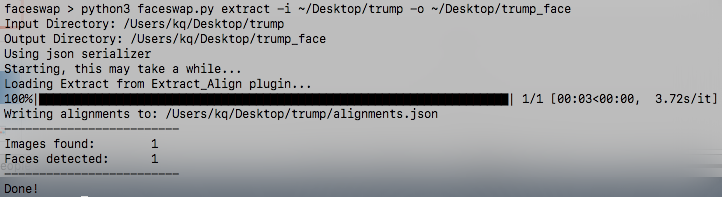 faceswap > python3 faceswap.py extract -i ~/Desktop/trump -o ~/Desktop/trump_face
Input Directory: /Users/kq/Desktop/trump
Output Directory: /Users/kq/Desktop/trump_face
Using json serializer
Starting, this may take a while...
Loading Extract from Extract_Align plugin...
100%|██████████████████████████████████████████| 1/1 [00:03<00:00,  3.72s/it]
Writing alignments to: /Users/kq/Desktop/trump/alignments.json
-------------------------
Images found:        1
Faces detected:      1
-------------------------
Done!